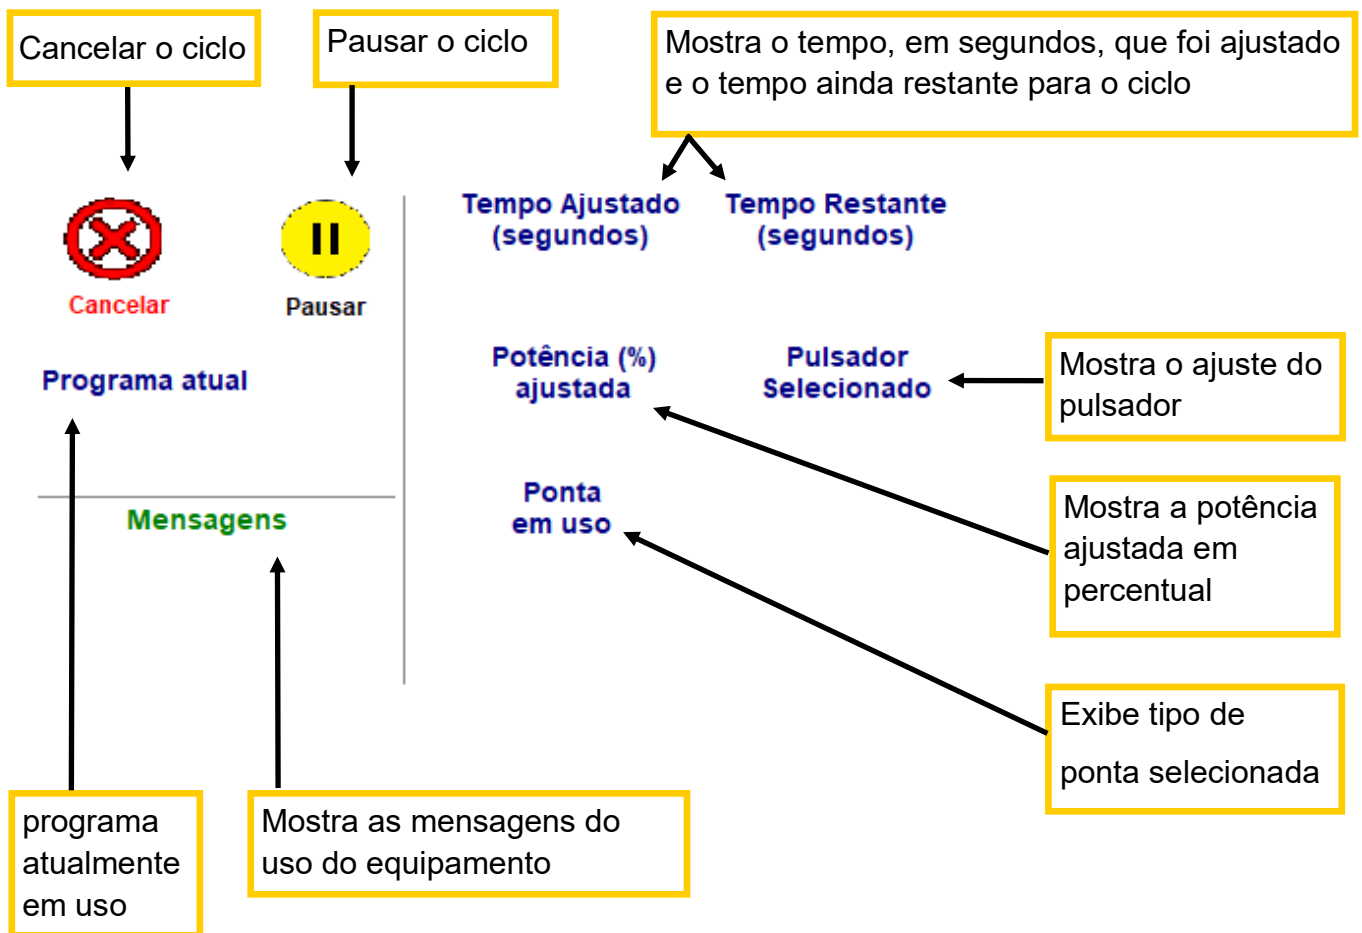 Cancelar o ciclo
Pausar o ciclo
Mostra o tempo, em segundos, que foi ajustado
e o tempo ainda restante para o ciclo
Cancelar
Pausar
Tempo Ajustado
(segundos)
Tempo Restante
(segundos)
Programa atual
Potência (%)
ajustada
Pulsador
Selecionado
Mostra o ajuste do
pulsador
Mensagens
Ponta
em uso
Mostra a potência
ajustada em
percentual
Exibe tipo de
ponta selecionada
programa
atualmente
em uso
Mostra as mensagens do
uso do equipamento